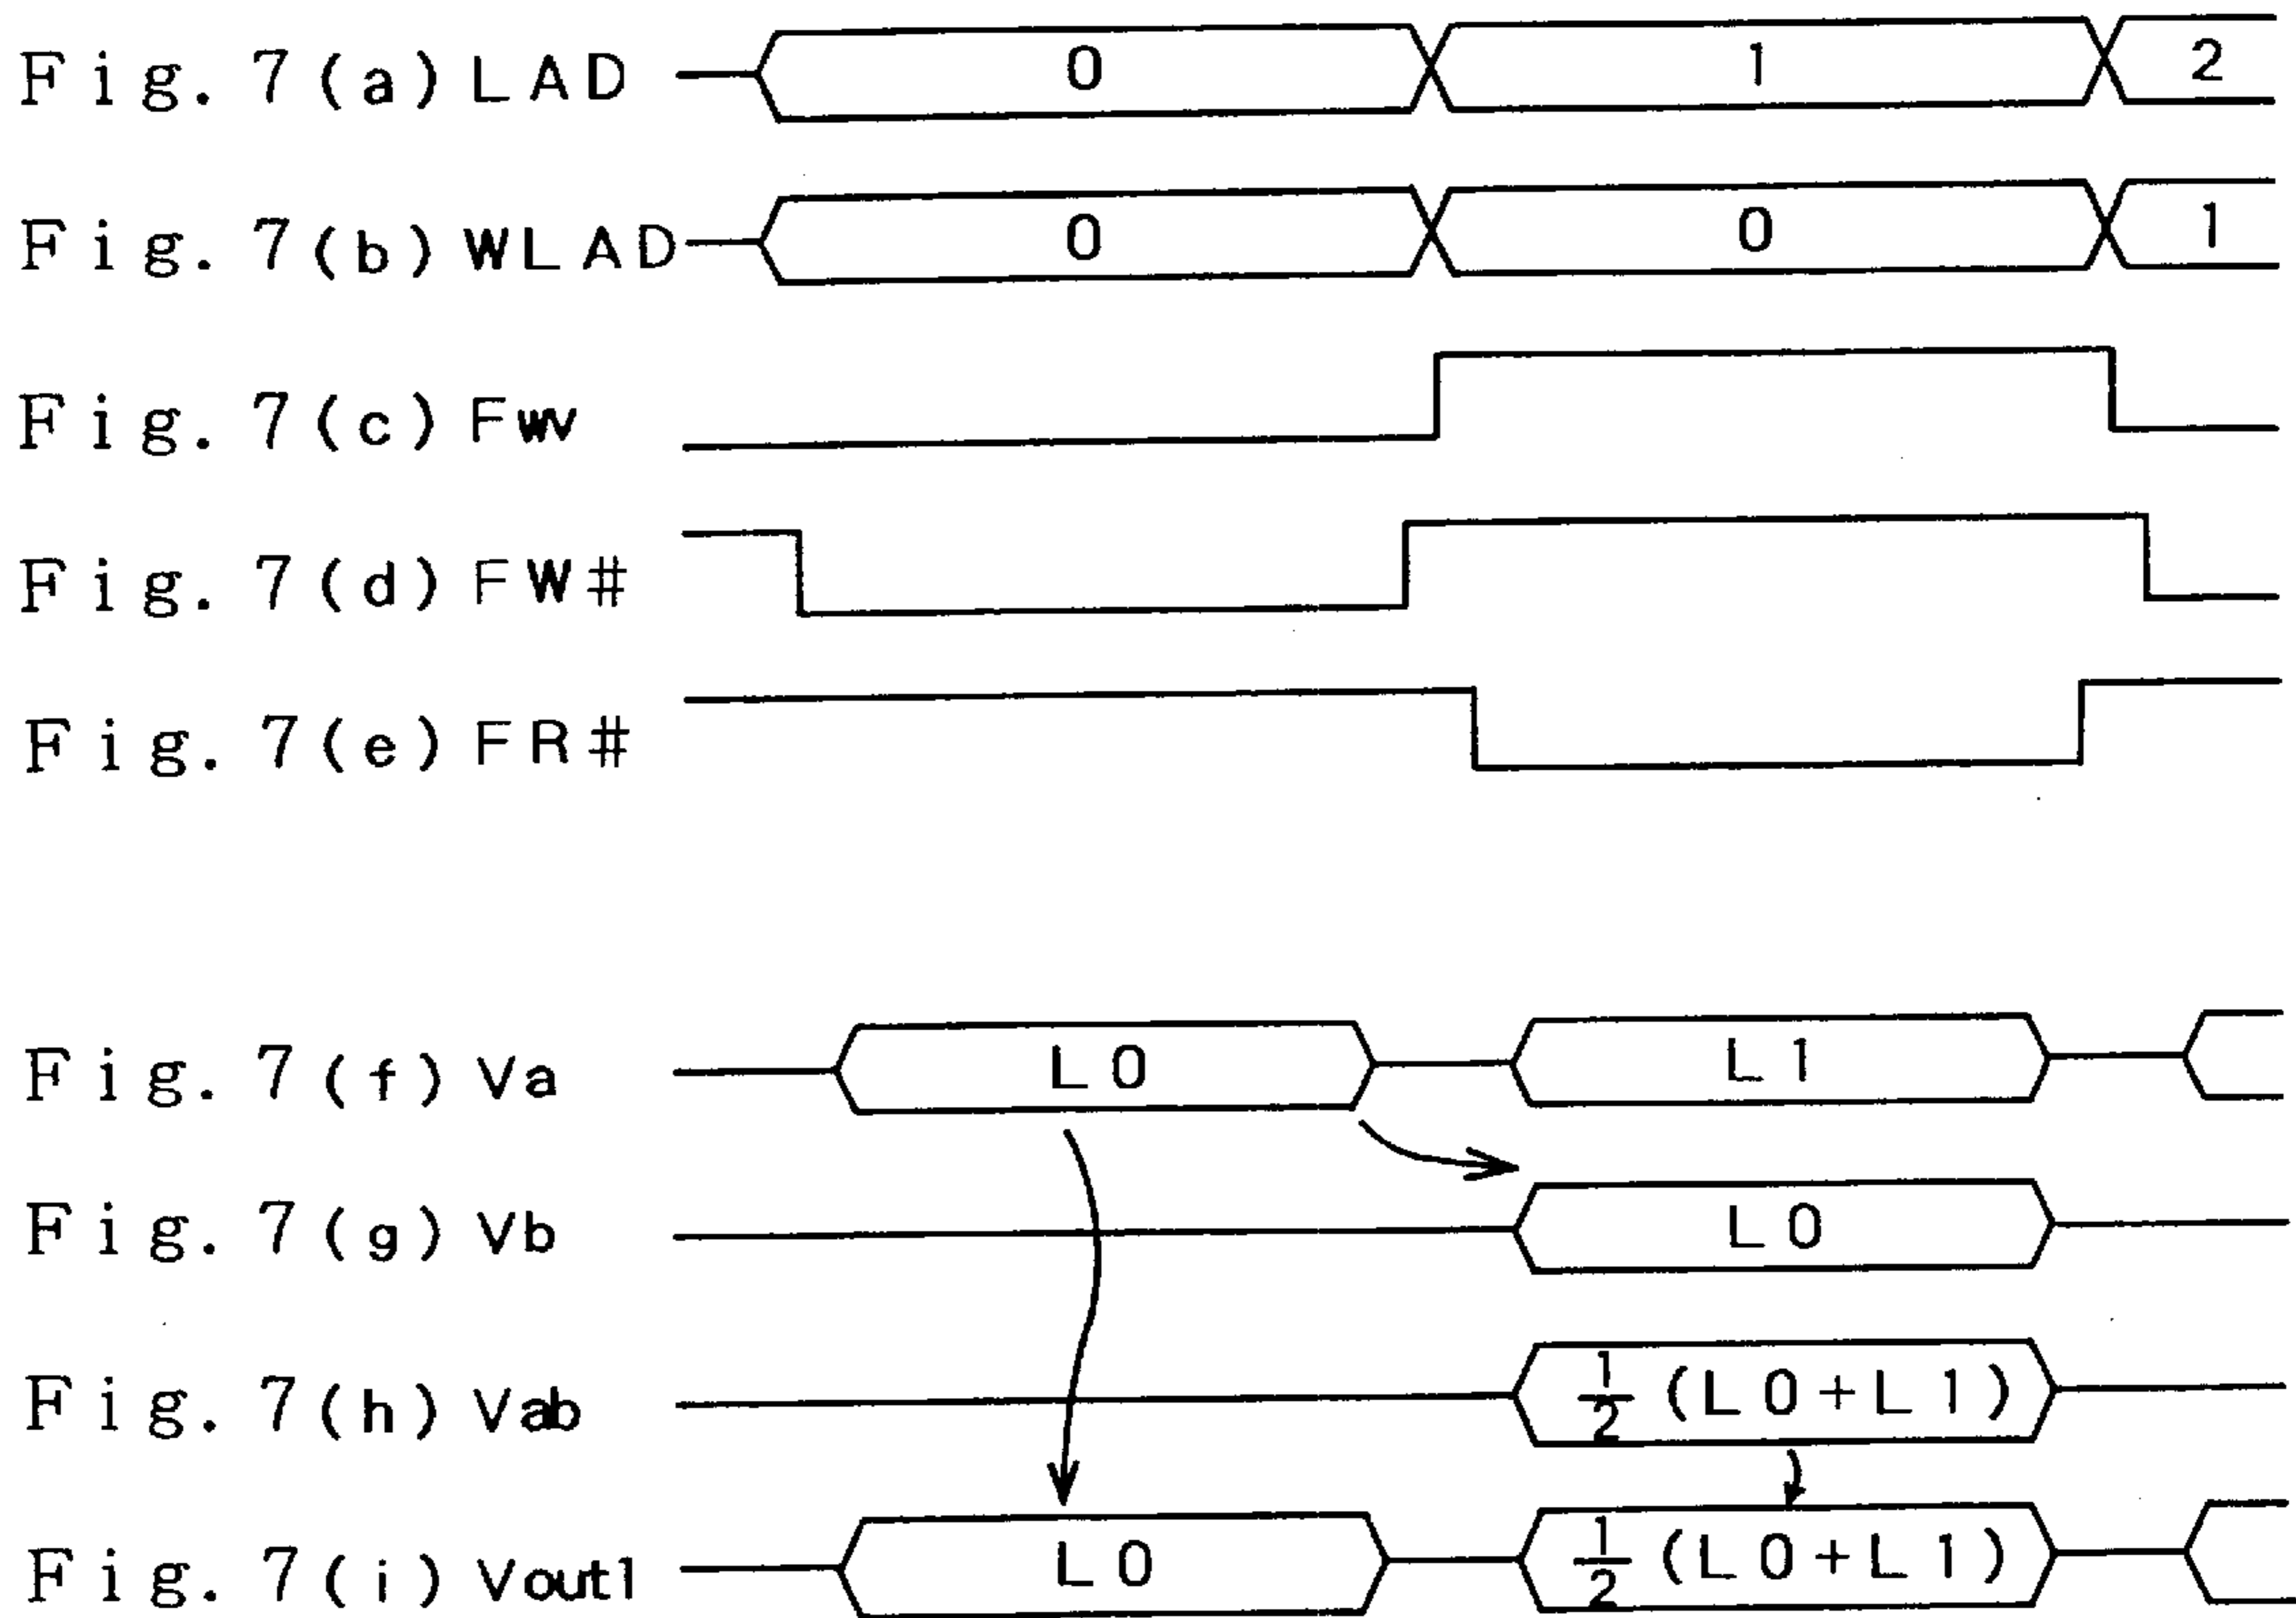 Fig. 7(a) LAD 0 1 2
Fig. 7(b) WLAD 0 0 1
Fig. 7(c) Fwv
Fig. 7(d) FW#
Fig. 7(e) FR#
Fig. 7(f) Va L0 L1
Fig. 7(g) Vb L0
Fig. 7(h) Vab 1/2 (L0+L1)
Fig. 7(i) Vout1 L0 1/2 (L0+L1)